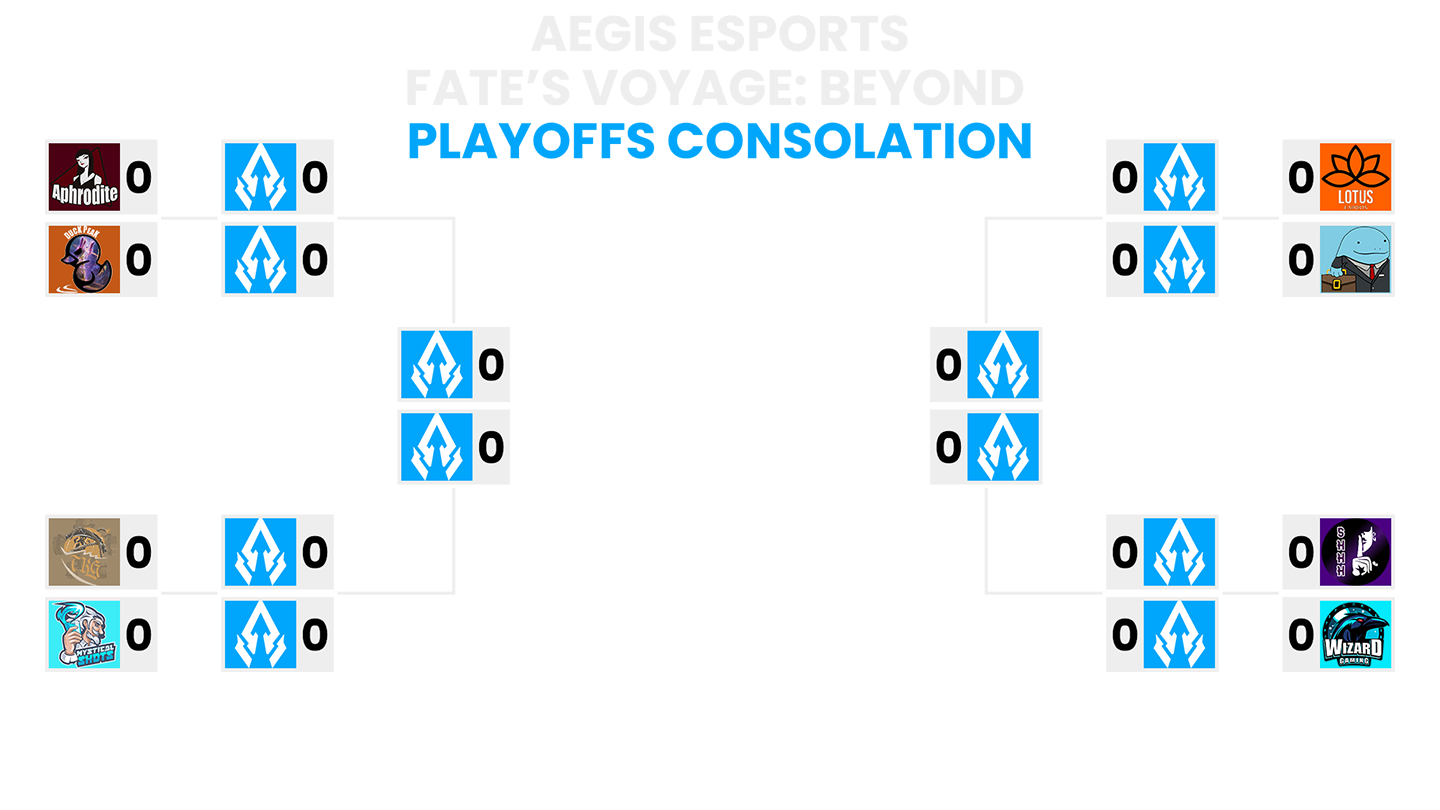 AEGIS ESPORTS
FATE'S VOYAGE: BEYOND
PLAYOFFS CONSOLATION
Aphrodite 0 0 0 0 LOTUS
DUCK PEAK 0 0 0 0
0 0
0 0
0 0 0 0 SHHH
MYSTICAL SHOTS 0 0 0 0 WIZARD GAMING